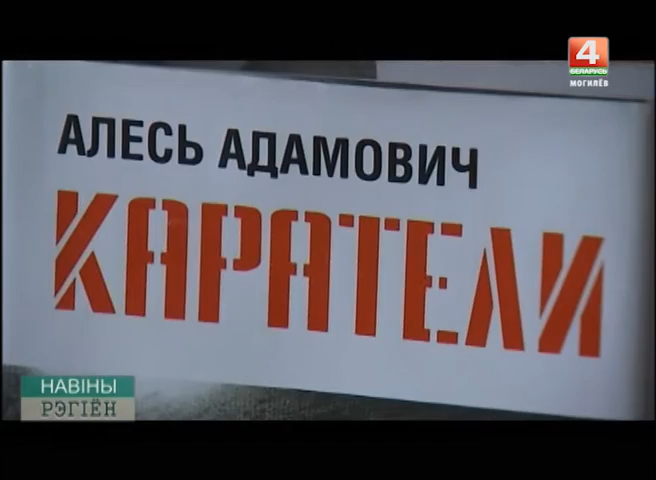 4
БЕЛАРУСЬ
МОГИЛЁВ
АЛЕСЬ АДАМОВИЧ
КАРАТЕЛИ
НАВІНЫ
РЭГІЁН